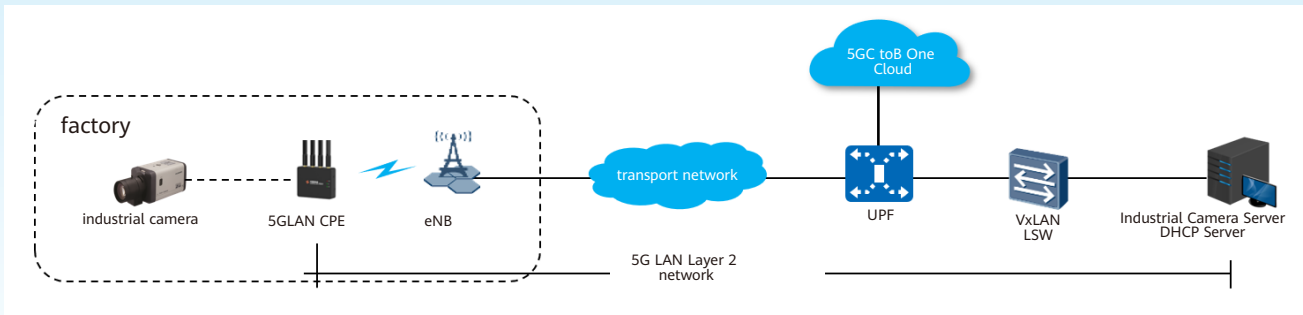 5GC toB One
Cloud
factory
transport network
industrial camera
5GLAN CPE
eNB
UPF
VxLAN
LSW
Industrial Camera Server
DHCP Server
5G LAN Layer 2
network